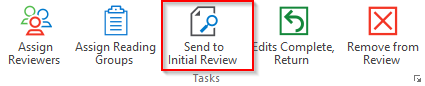 Assign
Reviewers
Assign Reading
Groups
Send to
Initial Review
Edits Complete,
Return
Remove from
Review
Tasks